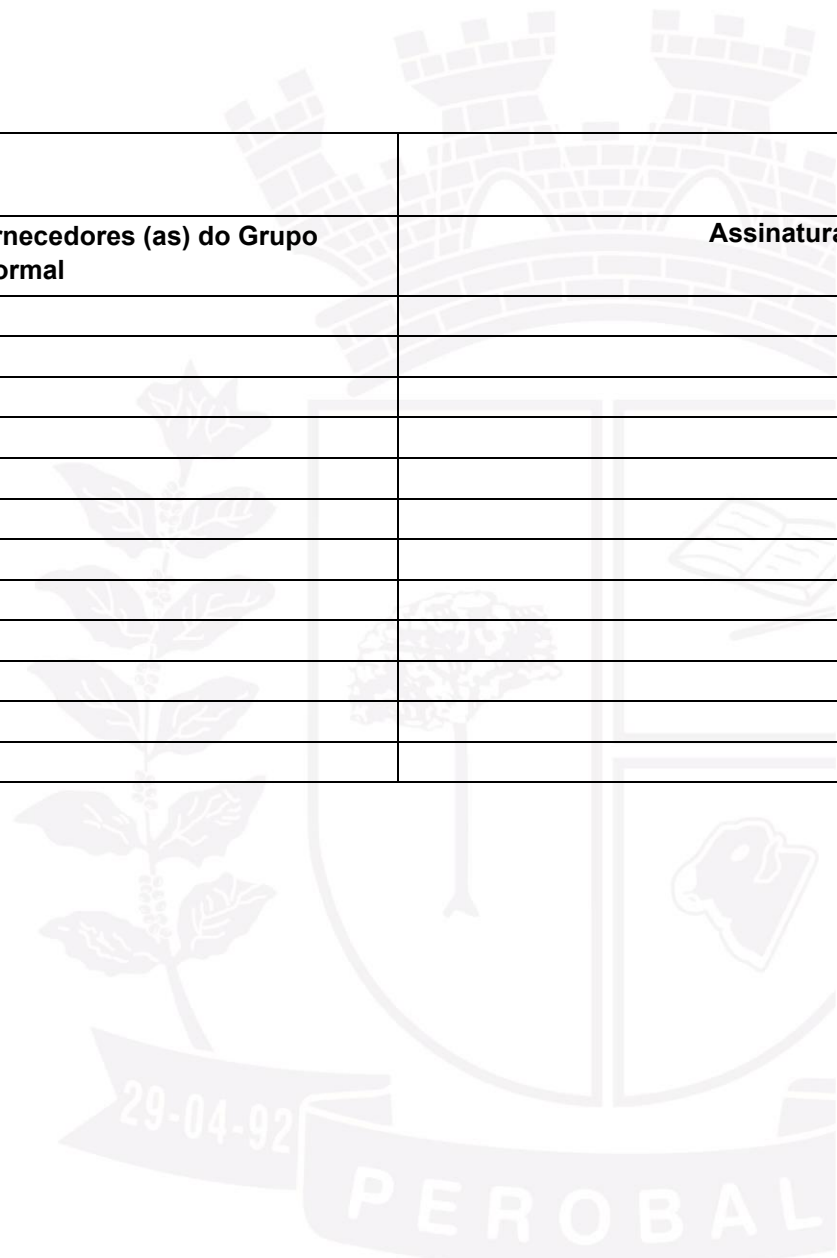 rnecedores (as) do Grupo
ormal
Assinatura
29-04-92
PEROBAL